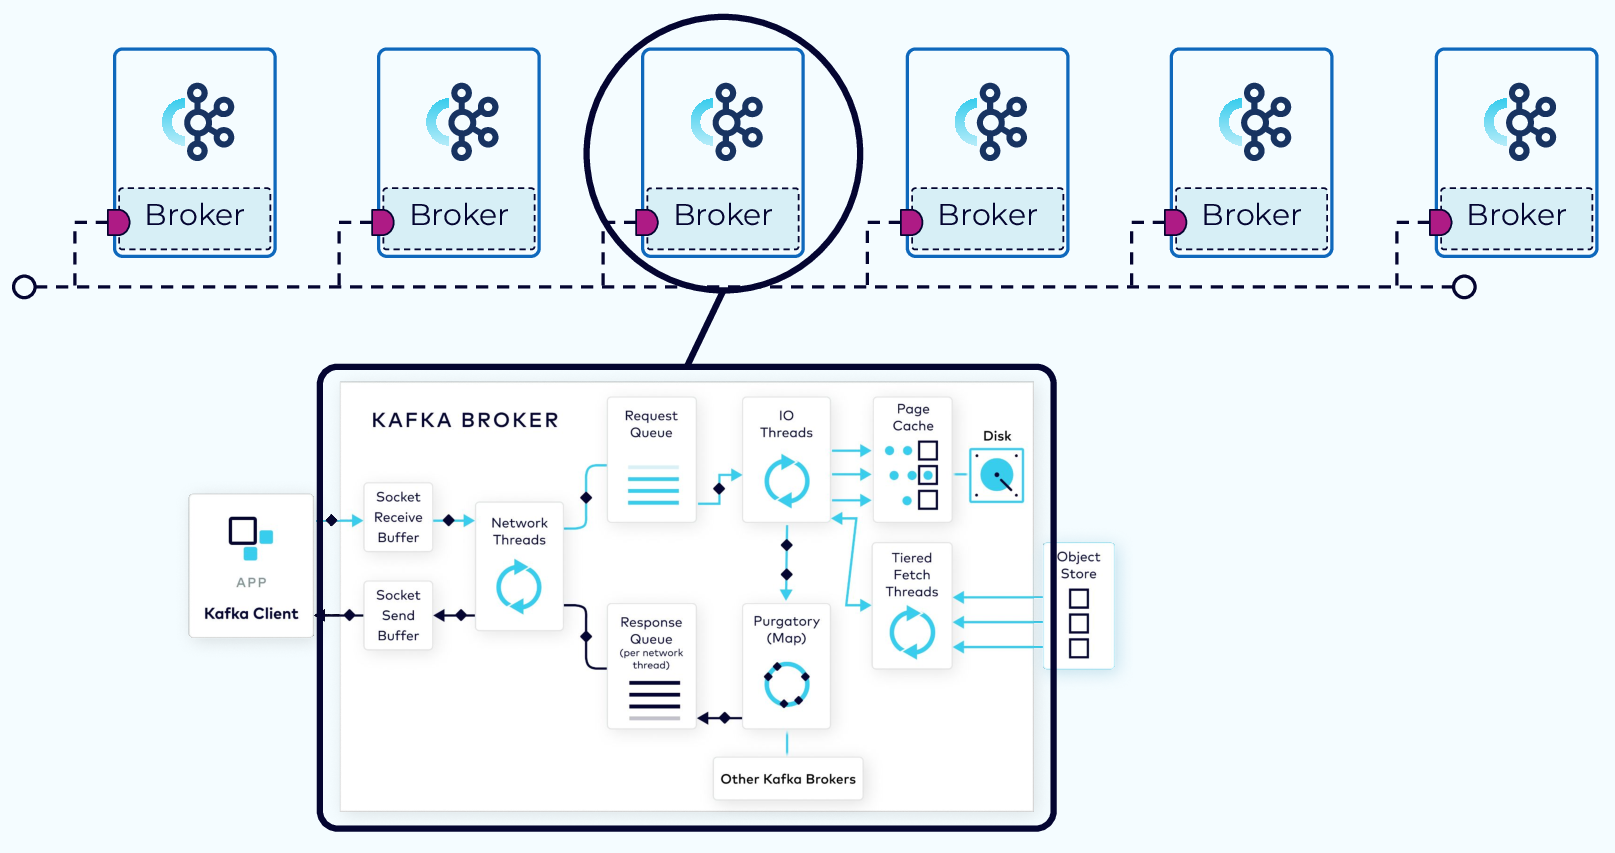 Broker
Broker
Broker
Broker
Broker
Broker
KAFKA BROKER
Request
Queue
IO
Threads
Page
Cache
Disk
Socket
Receive
Buffer
Network
Threads
APP
Kafka Client
Socket
Send
Buffer
Response
Queue
(per network
thread)
Purgatory
(Map)
Tiered
Fetch
Threads
Object
Store
Other Kafka Brokers